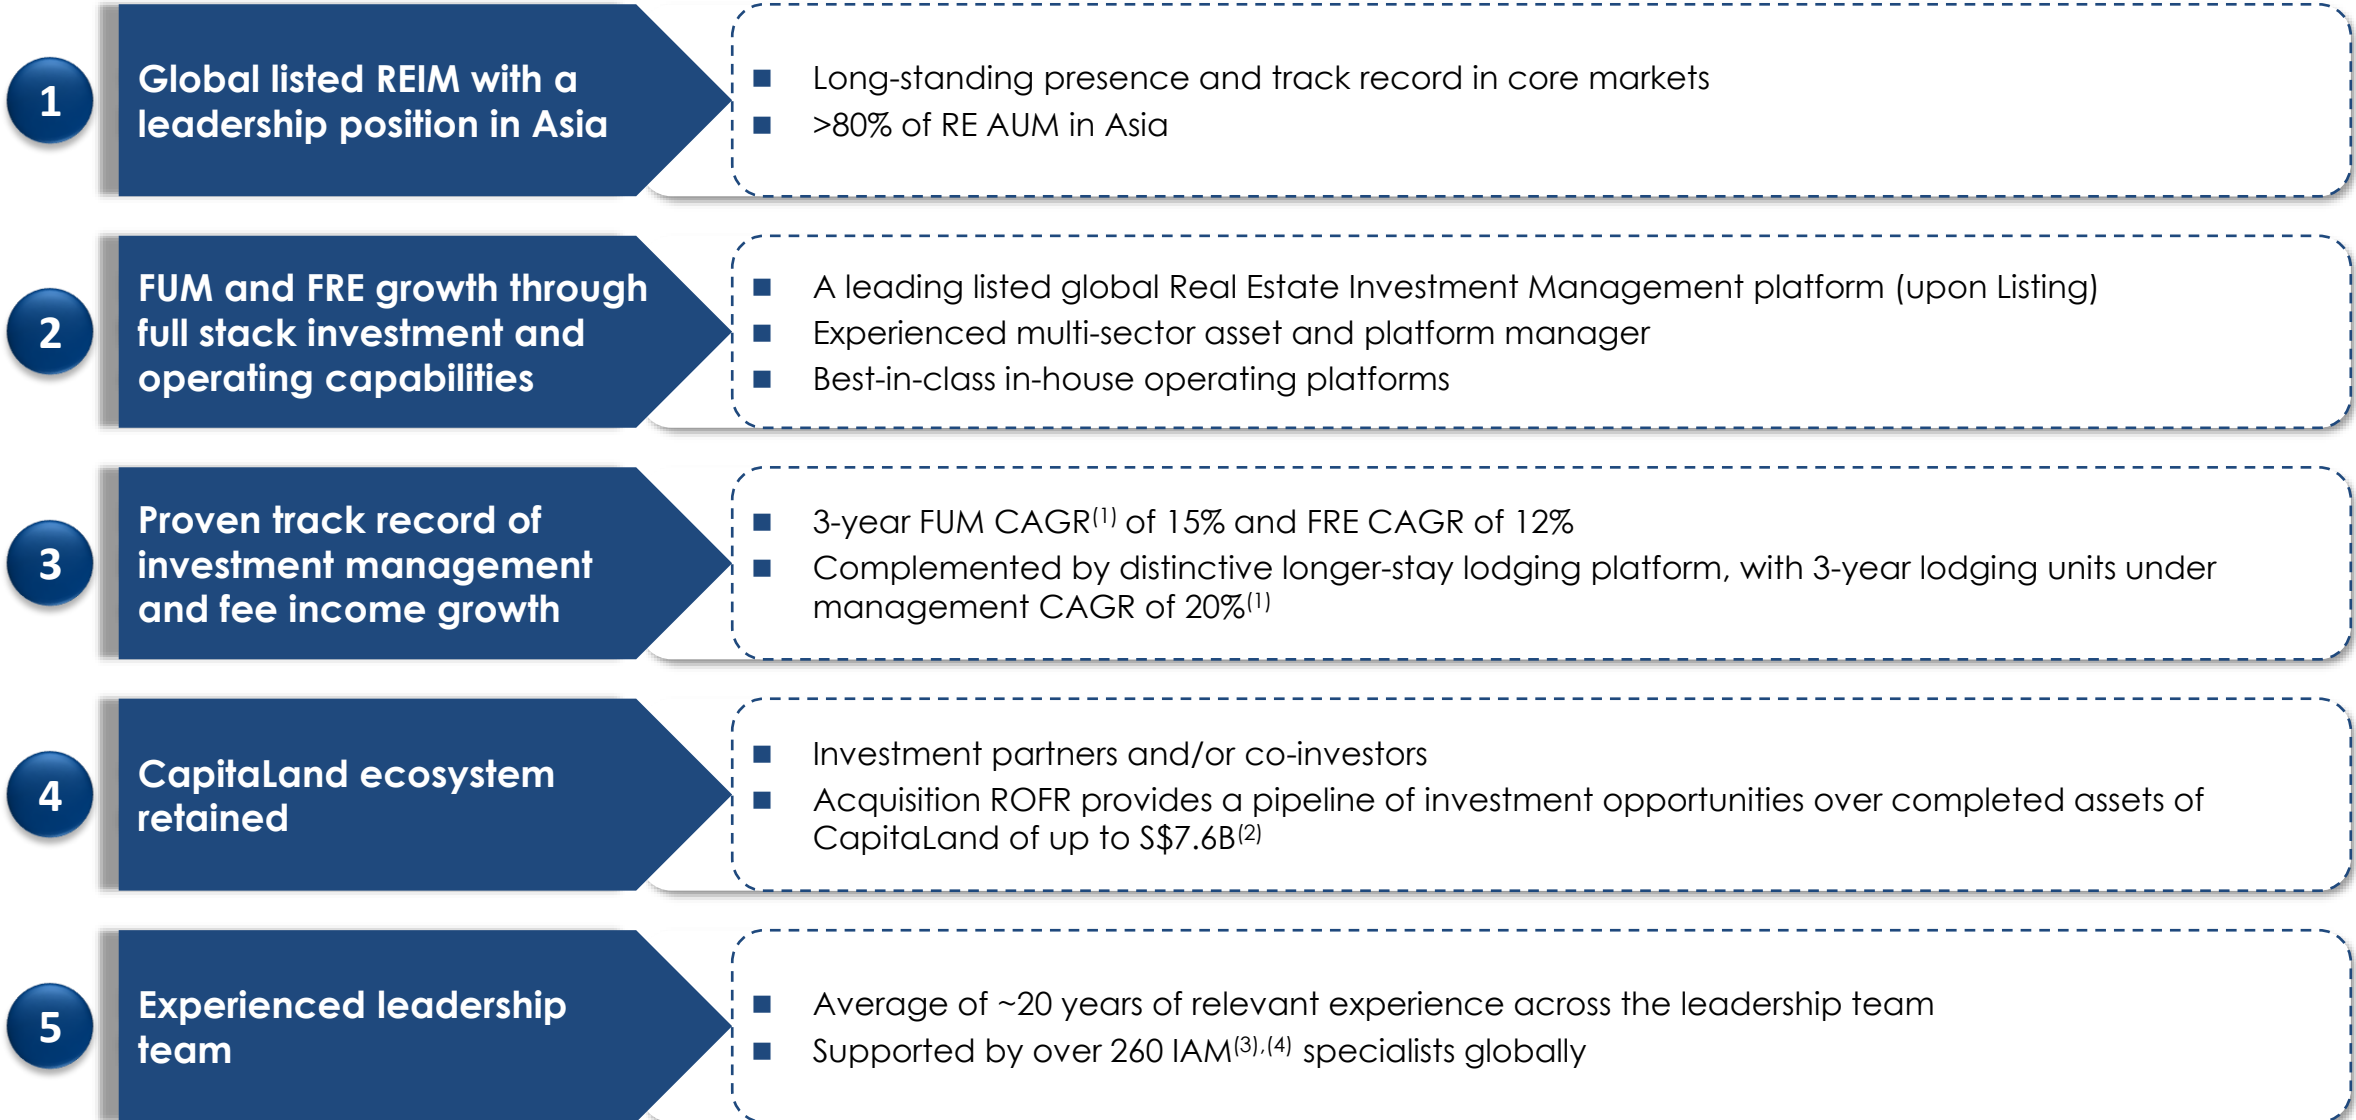 1
Global listed REIM with a
leadership position in Asia
■ Long-standing presence and track record in core markets
■ >80% of RE AUM in Asia
2
FUM and FRE growth through
full stack investment and
operating capabilities
■ A leading listed global Real Estate Investment Management platform (upon Listing)
■ Experienced multi-sector asset and platform manager
■ Best-in-class in-house operating platforms
3
Proven track record of
investment management
and fee income growth
■ 3-year FUM CAGR(1) of 15% and FRE CAGR of 12%
■ Complemented by distinctive longer-stay lodging platform, with 3-year lodging units under
management CAGR of 20%(1)
4
CapitaLand ecosystem
retained
■ Investment partners and/or co-investors
■ Acquisition ROFR provides a pipeline of investment opportunities over completed assets of
CapitaLand of up to S$7.6B(2)
5
Experienced leadership
team
■ Average of ~20 years of relevant experience across the leadership team
■ Supported by over 260 IAM(3),(4) specialists globally